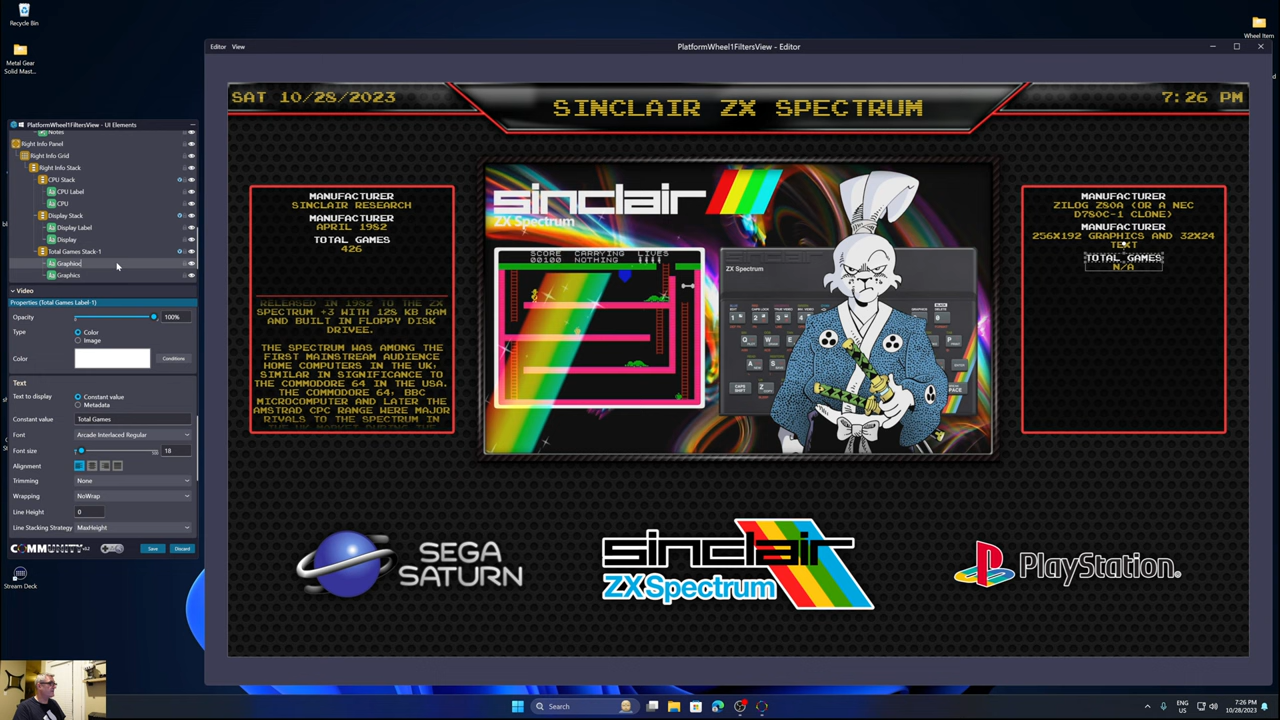 Recycle Bin
Metal Gear
Solid Mast...
Stream Deck
Wheel Item
Editor View
PlatformWheel1FiltersView - Editor
PlatformWheel1FiltersView - UI Elements
Notes
Right Info Panel
Right Info Grid
Right Info Stack
CPU Stack
CPU Label
CPU
Display Stack
Display Label
Display
Total Games Stack-1
Graphics
Graphics
Video
Properties (Total Games Label-1)
Opacity
100%
Type
Color
Image
Color
Conditions
Text
Text to display
Constant value
Metadata
Constant value
Total Games
Font
Arcade Interlaced Regular
Font size
18
Alignment
Trimming
None
Wrapping
NoWrap
Line Height
0
Line Stacking Strategy
MaxHeight
COMMUNITY
Save
Discard
SAT 10/28/2023
SINCLAIR ZX SPECTRUM
7:26 PM
MANUFACTURER
SINCLAIR RESEARCH
MANUFACTURER
APRIL 1982
TOTAL GAMES
426
RELEASED IN 1982 TO THE ZX
SPECTRUM +3 WITH 128 KB RAM
AND BUILT IN FLOPPY DISK
DRIVEE.
THE SPECTRUM WAS AMONG THE
FIRST MAINSTREAM AUDIENCE
HOME COMPUTERS IN THE UK,
SIMILAR IN SIGNIFICANCE TO
THE COMMODORE 64 IN THE USA.
THE COMMODORE 64, BBC
MICROCOMPUTER AND LATER THE
AMSTRAD CPC RANGE WERE MAJOR
RIVALS TO THE SPECTRUM IN
THE UK MARKET DURING THE
sinclair
ZX Spectrum
SCORE CARRYING LIVES
00100 NOTHING
sinclair
ZX Spectrum
MANUFACTURER
ZILOG Z80A (OR A NEC
D780C-1 CLONE)
MANUFACTURER
256X192 GRAPHICS AND 32X24
TEXT
TOTAL GAMES
N/A
SEGA
SATURN
sinclair
ZX Spectrum
PlayStation
Search
ENG
US
7:26 PM
10/28/2023